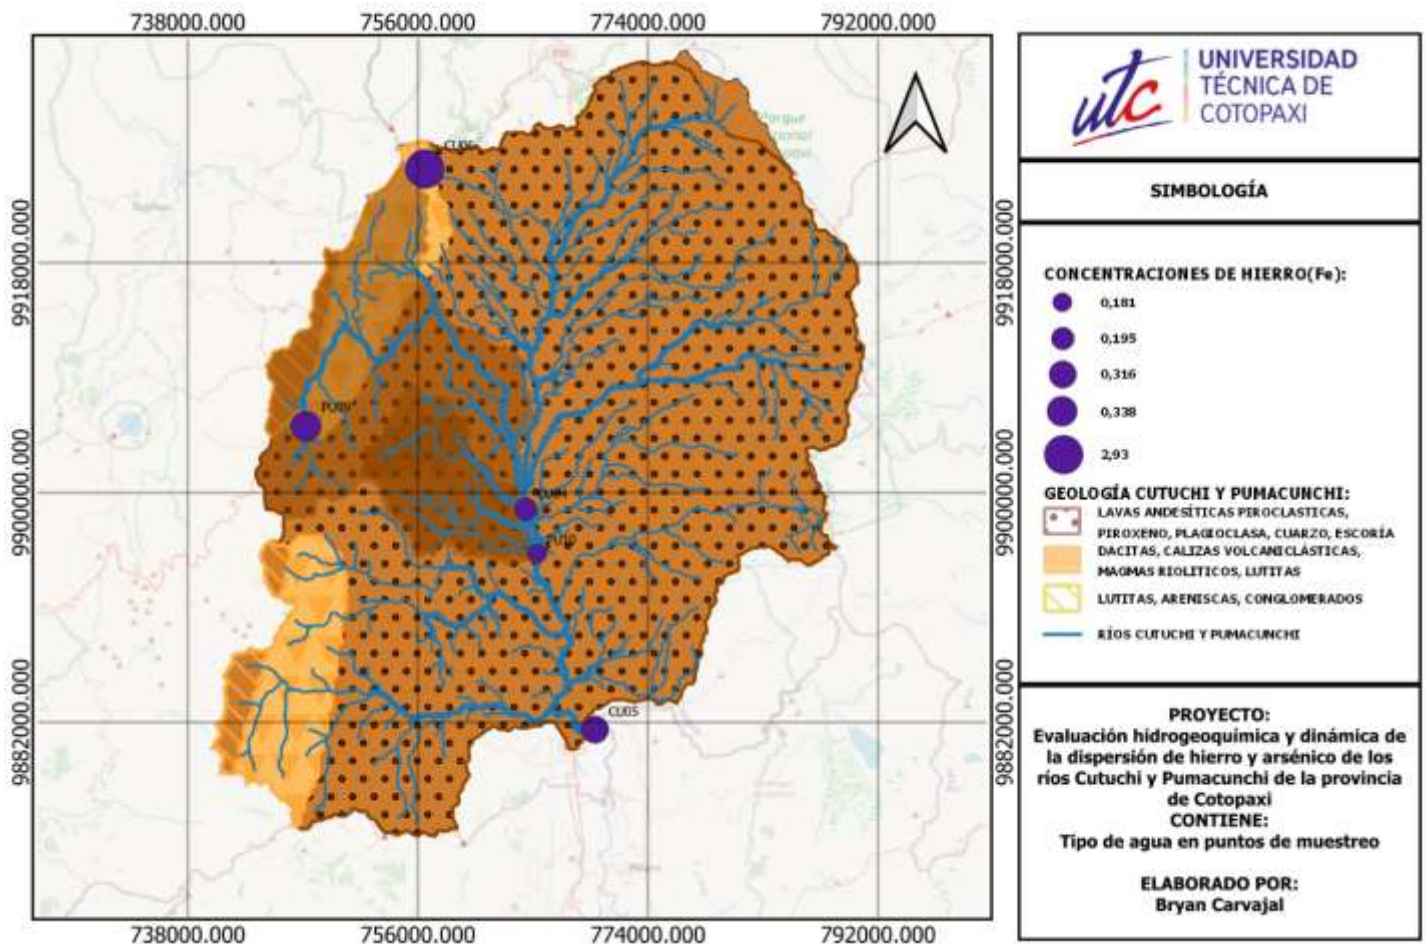 738000.000 756000.000 774000.000 792000.000
9918000.000
9900000.000
9882000.000
CU05
9918000.000
9900000.000
9882000.000
738000.000 756000.000 774000.000 792000.000
utc
UNIVERSIDAD
TÉCNICA DE
COTOPAXI
SIMBOLOGÍA
CONCENTRACIONES DE HIERRO(Fe):
0,181
0,195
0,316
0,338
2,93
GEOLOGÍA CUTUCHI Y PUMACUNCHI:
LAVAS ANDESÍTICAS PIROCLASTICAS,
PIROXENO, PLAGIOCLASA, CUARZO, ESCORÍA
DACITAS, CALIZAS VOLCANICLÁSTICAS,
MAGMAS RIOLITICOS, LUTITAS
LUTITAS, ARENISCAS, CONGLOMERADOS
RÍOS CUTUCHI Y PUMACUNCHI
PROYECTO:
Evaluación hidrogeoquímica y dinámica de
la dispersión de hierro y arsénico de los
ríos Cutuchi y Pumacunchi de la provincia
de Cotopaxi
CONTIENE:
Tipo de agua en puntos de muestreo
ELABORADO POR:
Bryan Carvajal